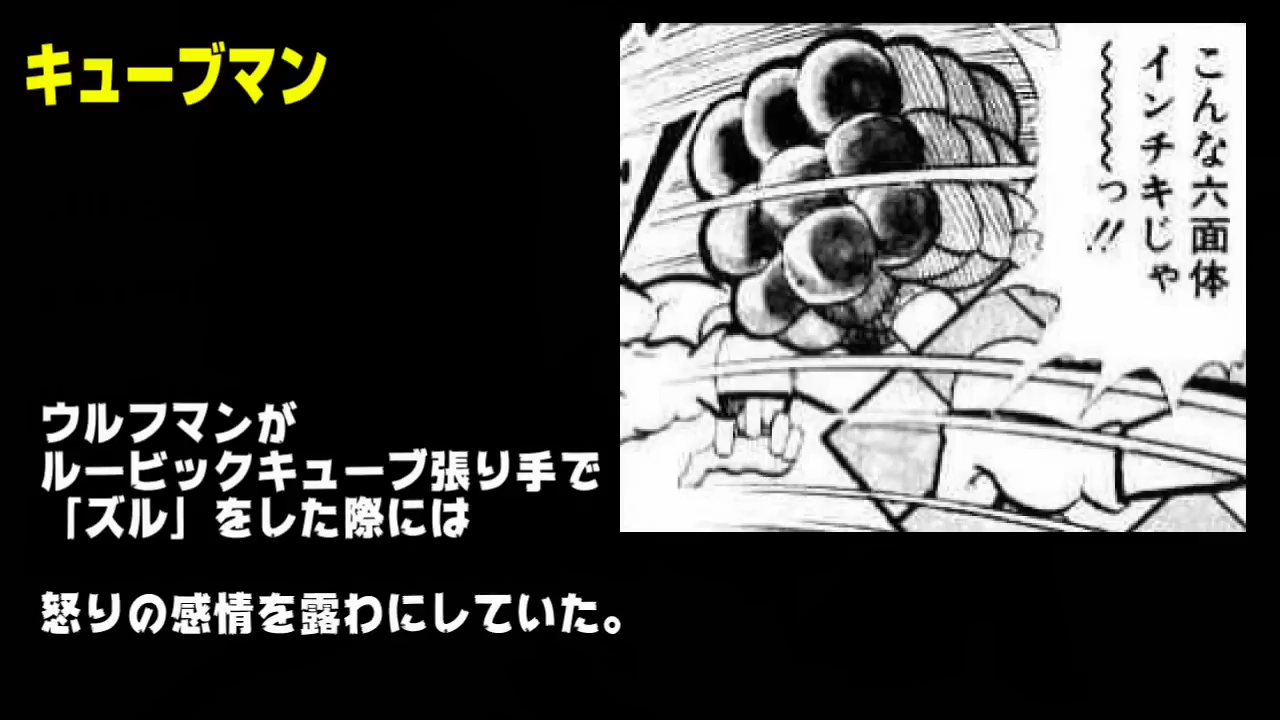 キューブマン
こんな六面体
インチキじゃ
〜〜〜っ!!
ウルフマンが
ルービックキューブ張り手で
「ズル」をした際には
怒りの感情を露わにしていた。